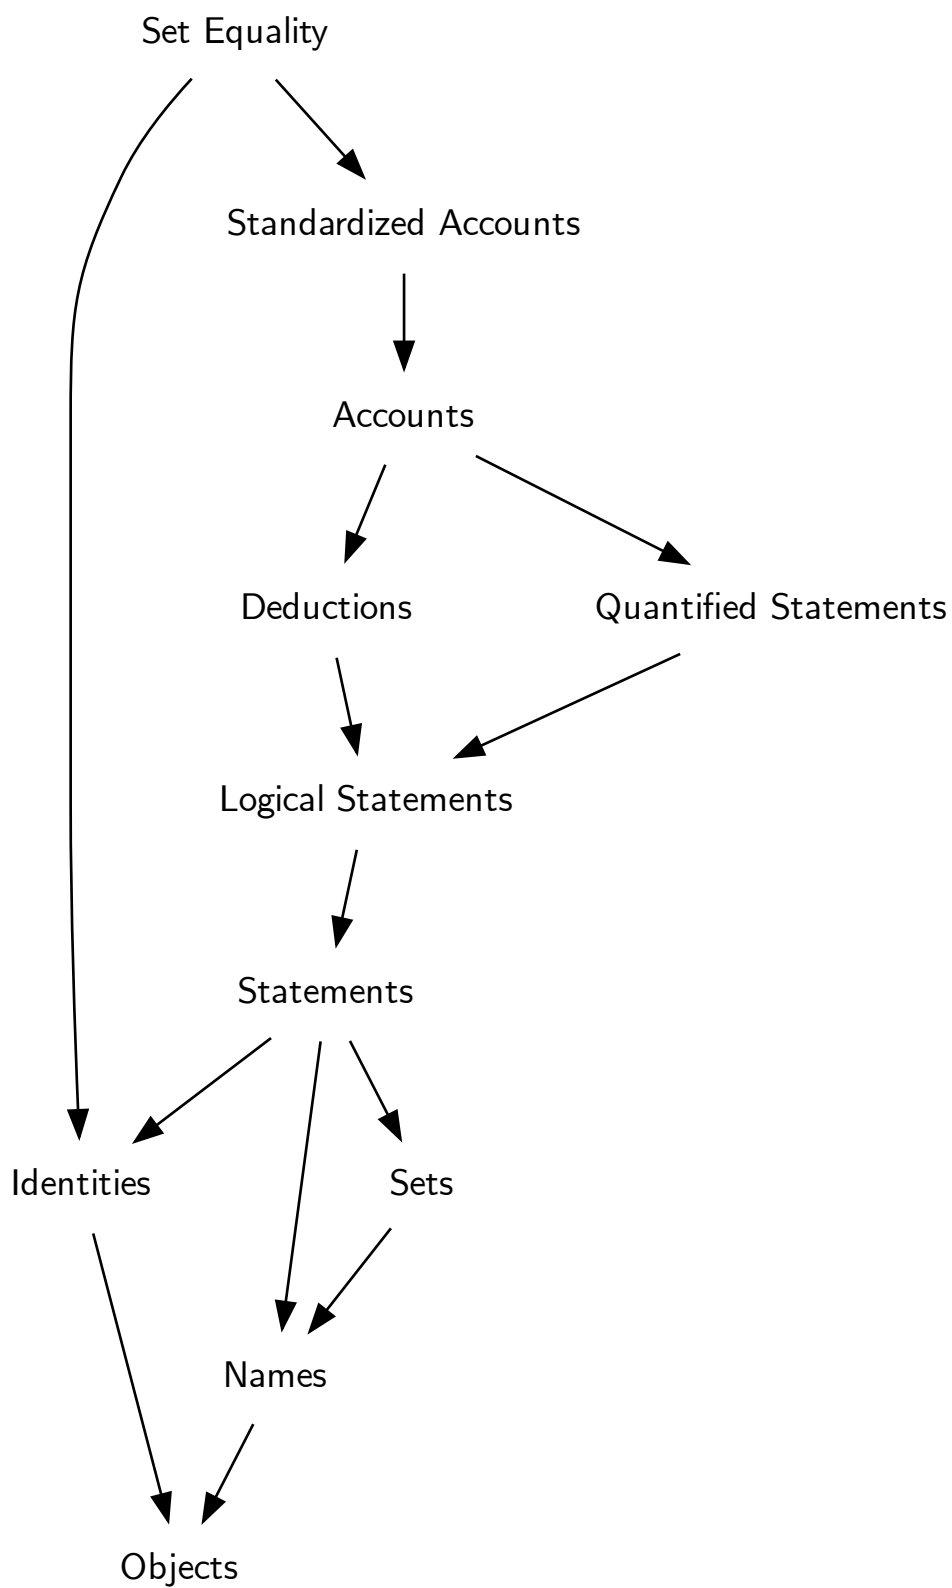 Set Equality
Standardized Accounts
Accounts
Deductions
Quantified Statements
Logical Statements
Statements
Identities
Sets
Names
Objects